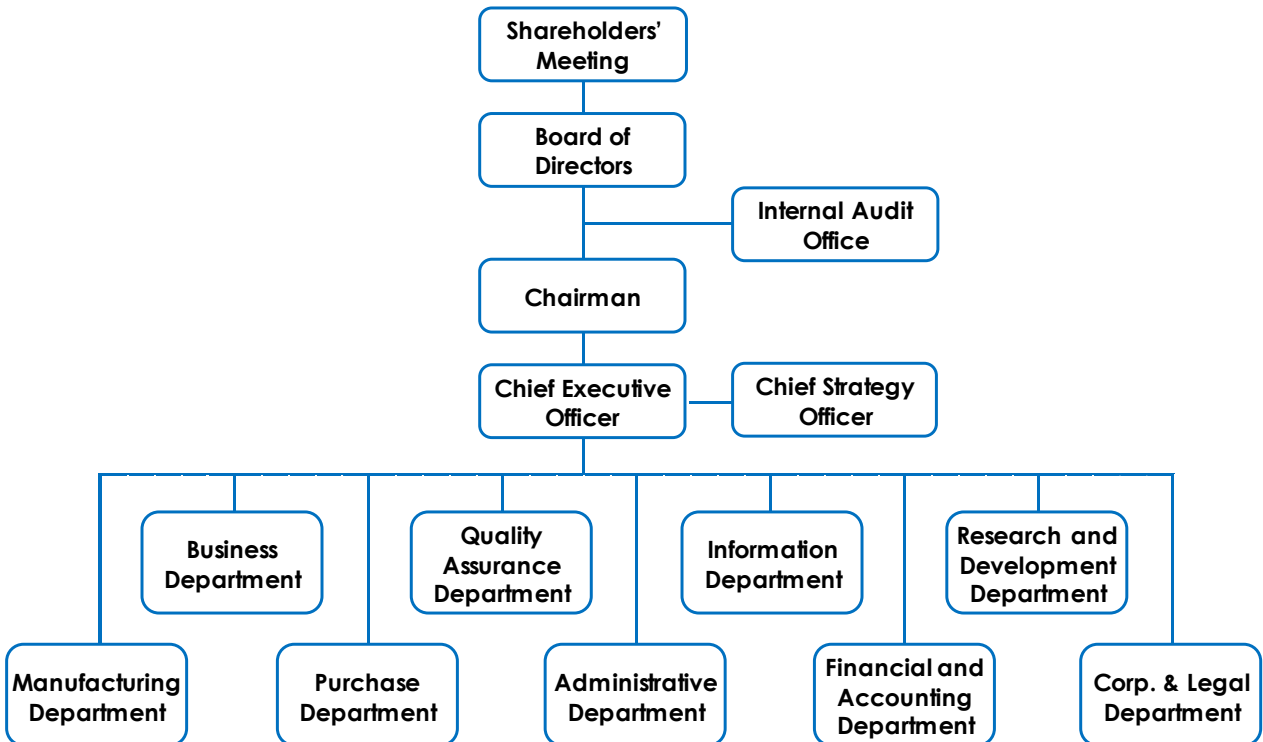 Shareholders’
Meeting
Board of
Directors
Internal Audit
Office
Chairman
Chief Executive
Officer
Chief Strategy
Officer
Business
Department
Quality
Assurance
Department
Information
Department
Research and
Development
Department
Manufacturing
Department
Purchase
Department
Administrative
Department
Financial and
Accounting
Department
Corp. & Legal
Department